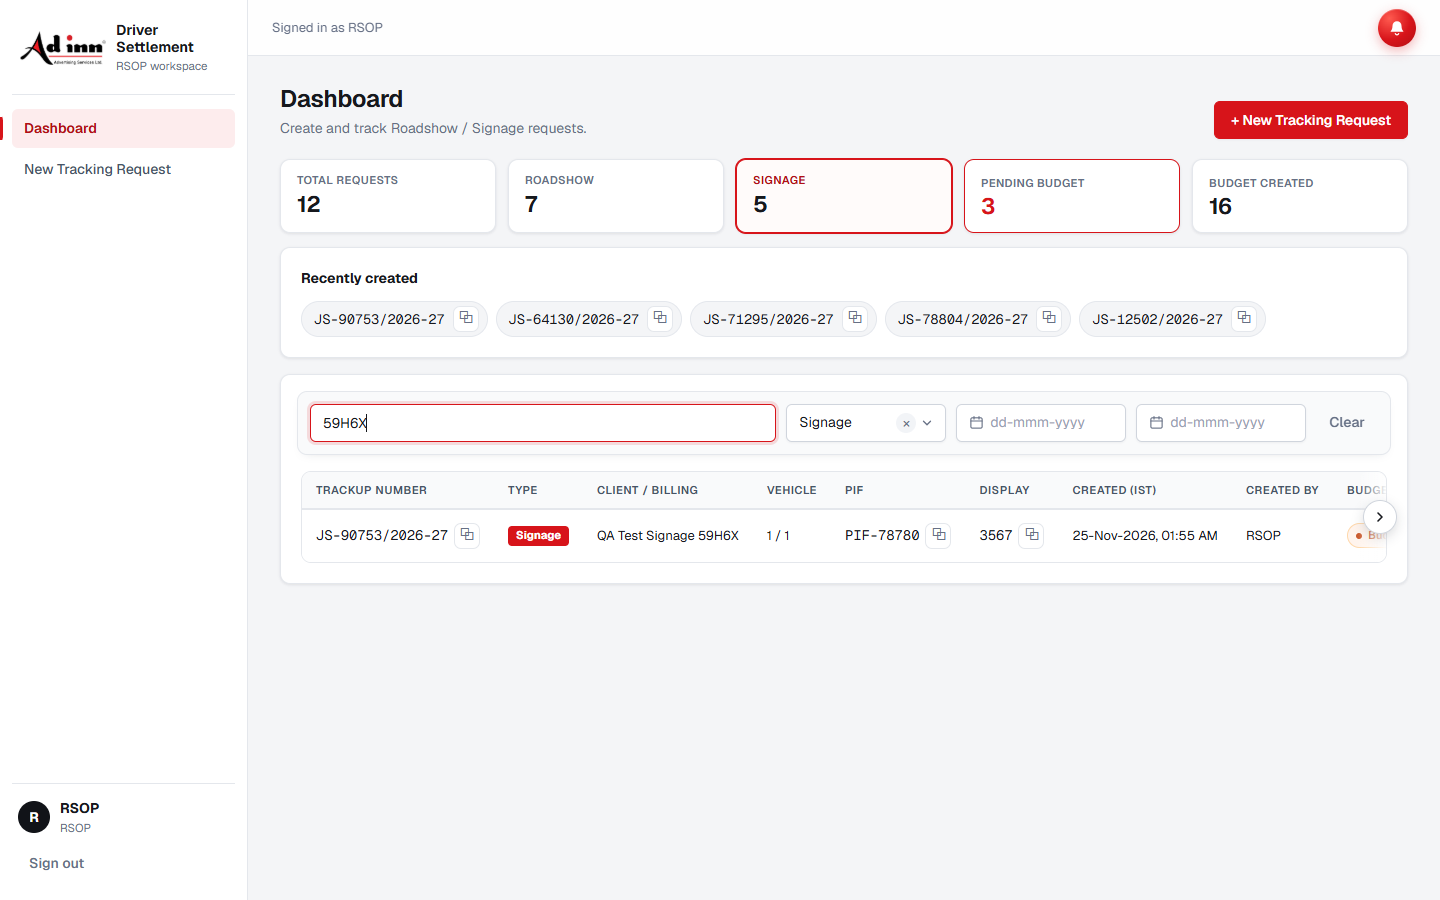 Ad inn
Advertising Services Ltd
Driver
Settlement
RSOP workspace
Signed in as RSOP
Dashboard
New Tracking Request
Dashboard
Create and track Roadshow / Signage requests.
+ New Tracking Request
TOTAL REQUESTS
12
ROADSHOW
7
SIGNAGE
5
PENDING BUDGET
3
BUDGET CREATED
16
Recently created
JS-90753/2026-27
JS-64130/2026-27
JS-71295/2026-27
JS-78804/2026-27
JS-12502/2026-27
59H6X
Signage
dd-mmm-yyyy
dd-mmm-yyyy
Clear
TRACKUP NUMBER TYPE CLIENT / BILLING VEHICLE PIF DISPLAY CREATED (IST) CREATED BY
JS-90753/2026-27 Signage QA Test Signage 59H6X 1 / 1 PIF-78780 3567 25-Nov-2026, 01:55 AM RSOP
R
RSOP
RSOP
Sign out